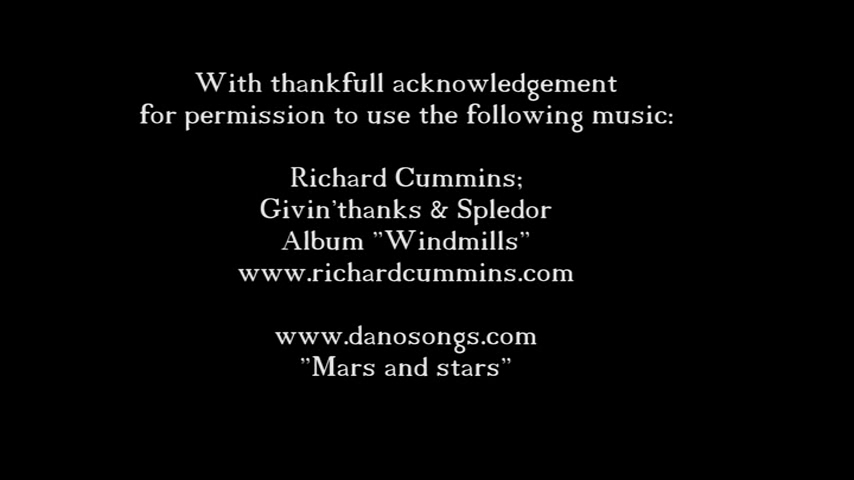 With thankfull acknowledgement
for permission to use the following music:
Richard Cummins;
Givin'thanks & Spledor
Album "Windmills"
www.richardcummins.com
www.danosongs.com
"Mars and stars"